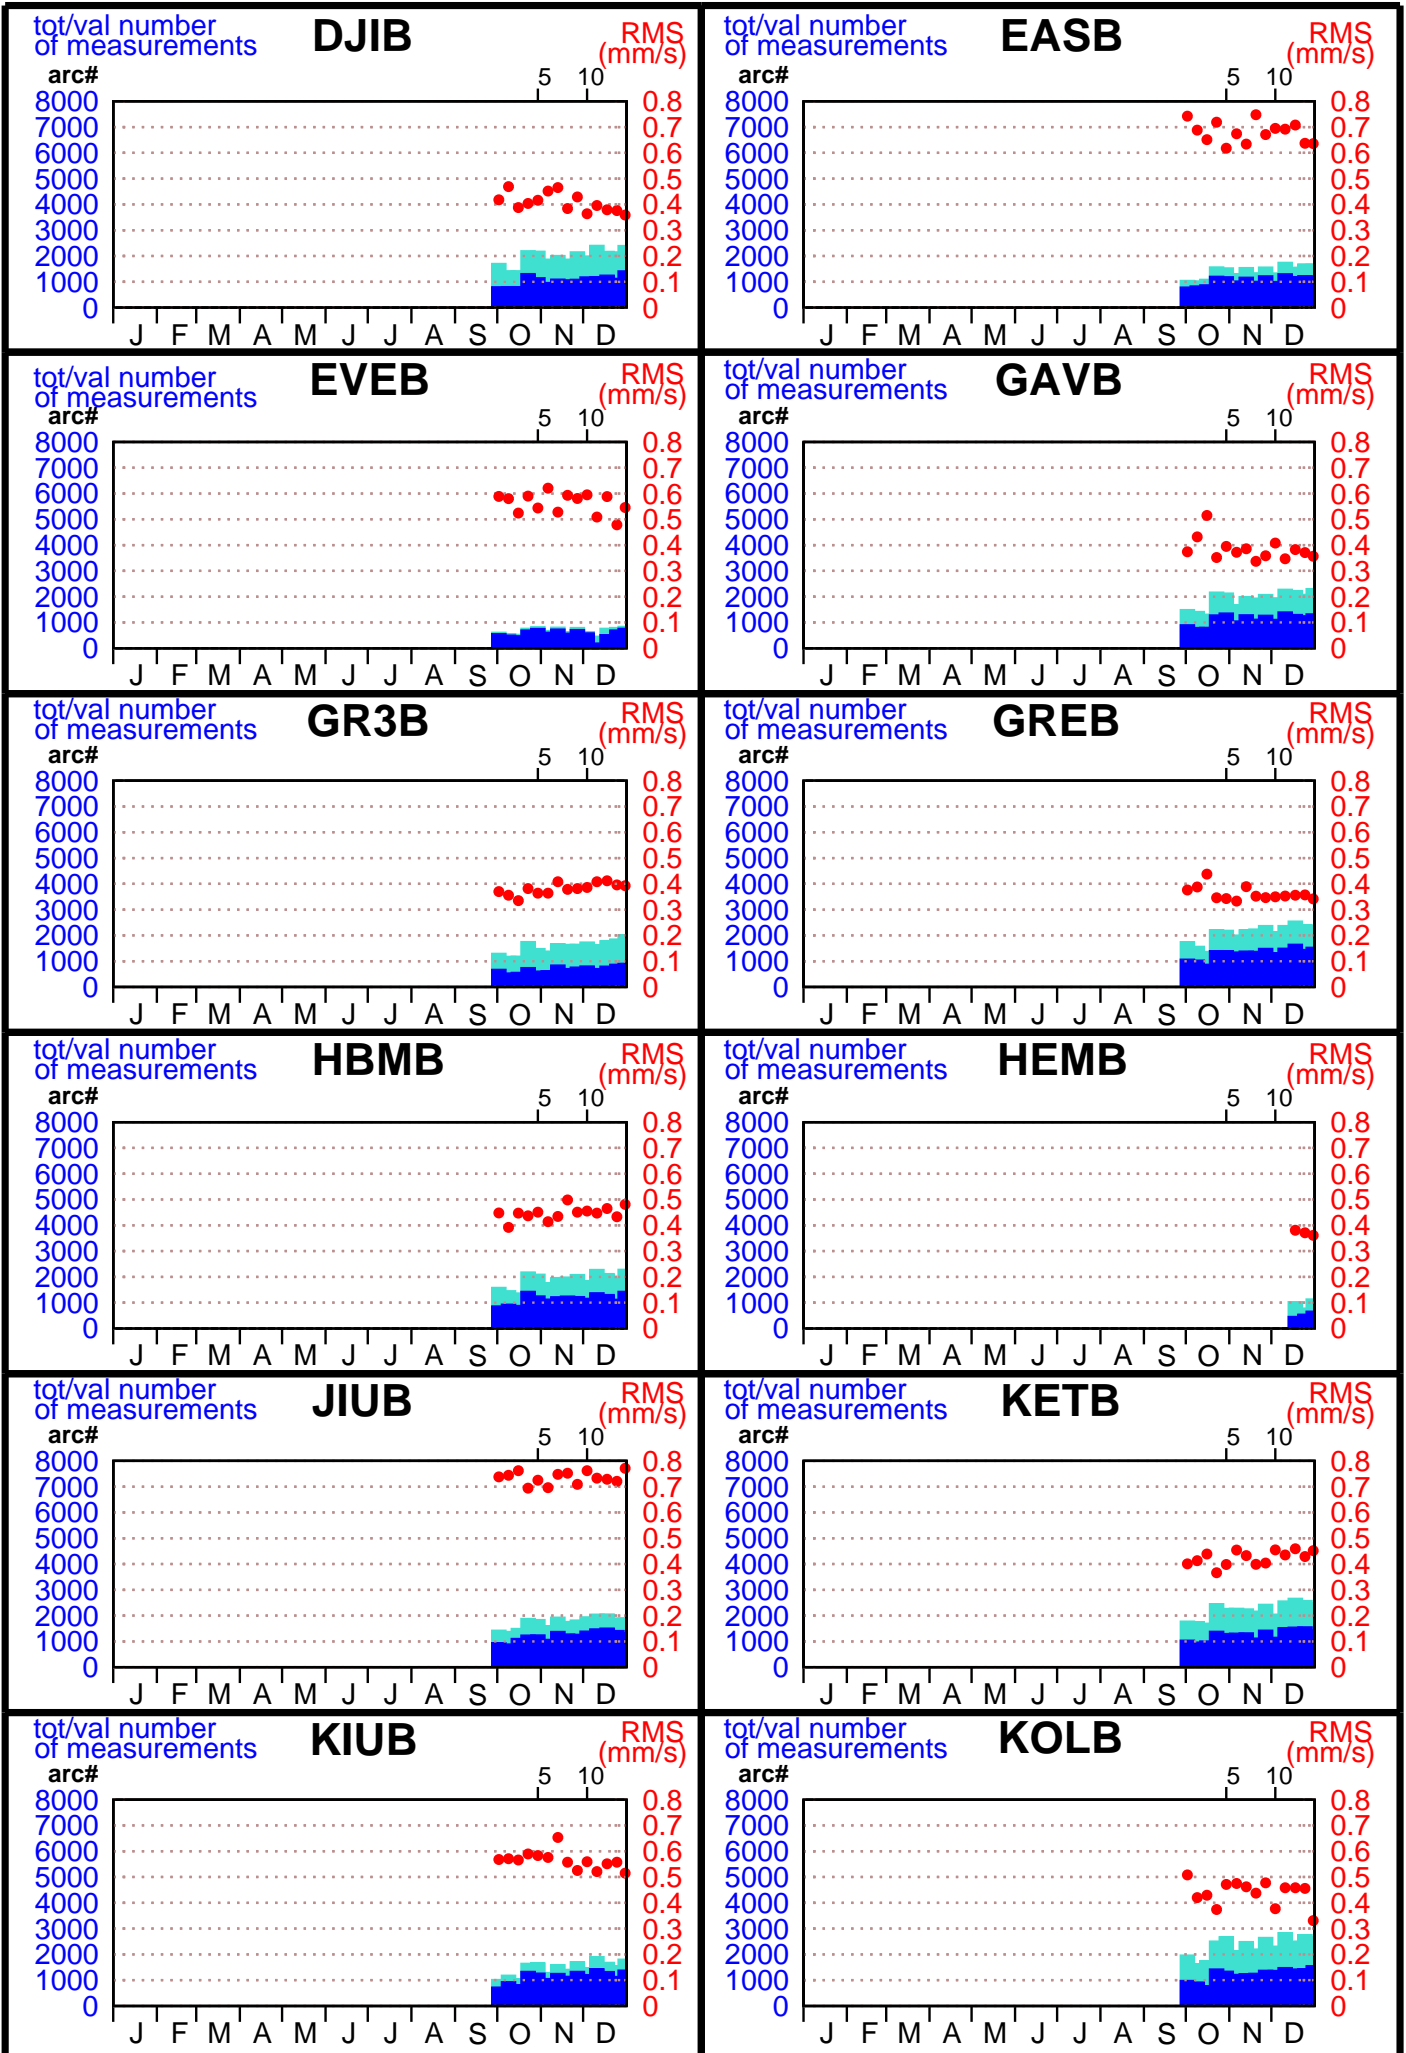 tot/val number
of measurements
DJIB
RMS
(mm/s)
arc#
5 10
8000 0.8
7000 0.7
6000 0.6
5000 0.5
4000 0.4
3000 0.3
2000 0.2
1000 0.1
0 0
J F M A M J J A S O N D
tot/val number
of measurements
EASB
RMS
(mm/s)
arc#
5 10
8000 0.8
7000 0.7
6000 0.6
5000 0.5
4000 0.4
3000 0.3
2000 0.2
1000 0.1
0 0
J F M A M J J A S O N D
tot/val number
of measurements
EVEB
RMS
(mm/s)
arc#
5 10
8000 0.8
7000 0.7
6000 0.6
5000 0.5
4000 0.4
3000 0.3
2000 0.2
1000 0.1
0 0
J F M A M J J A S O N D
tot/val number
of measurements
GAVB
RMS
(mm/s)
arc#
5 10
8000 0.8
7000 0.7
6000 0.6
5000 0.5
4000 0.4
3000 0.3
2000 0.2
1000 0.1
0 0
J F M A M J J A S O N D
tot/val number
of measurements
GR3B
RMS
(mm/s)
arc#
5 10
8000 0.8
7000 0.7
6000 0.6
5000 0.5
4000 0.4
3000 0.3
2000 0.2
1000 0.1
0 0
J F M A M J J A S O N D
tot/val number
of measurements
GREB
RMS
(mm/s)
arc#
5 10
8000 0.8
7000 0.7
6000 0.6
5000 0.5
4000 0.4
3000 0.3
2000 0.2
1000 0.1
0 0
J F M A M J J A S O N D
tot/val number
of measurements
HBMB
RMS
(mm/s)
arc#
5 10
8000 0.8
7000 0.7
6000 0.6
5000 0.5
4000 0.4
3000 0.3
2000 0.2
1000 0.1
0 0
J F M A M J J A S O N D
tot/val number
of measurements
HEMB
RMS
(mm/s)
arc#
5 10
8000 0.8
7000 0.7
6000 0.6
5000 0.5
4000 0.4
3000 0.3
2000 0.2
1000 0.1
0 0
J F M A M J J A S O N D
tot/val number
of measurements
JIUB
RMS
(mm/s)
arc#
5 10
8000 0.8
7000 0.7
6000 0.6
5000 0.5
4000 0.4
3000 0.3
2000 0.2
1000 0.1
0 0
J F M A M J J A S O N D
tot/val number
of measurements
KETB
RMS
(mm/s)
arc#
5 10
8000 0.8
7000 0.7
6000 0.6
5000 0.5
4000 0.4
3000 0.3
2000 0.2
1000 0.1
0 0
J F M A M J J A S O N D
tot/val number
of measurements
KIUB
RMS
(mm/s)
arc#
5 10
8000 0.8
7000 0.7
6000 0.6
5000 0.5
4000 0.4
3000 0.3
2000 0.2
1000 0.1
0 0
J F M A M J J A S O N D
tot/val number
of measurements
KOLB
RMS
(mm/s)
arc#
5 10
8000 0.8
7000 0.7
6000 0.6
5000 0.5
4000 0.4
3000 0.3
2000 0.2
1000 0.1
0 0
J F M A M J J A S O N D